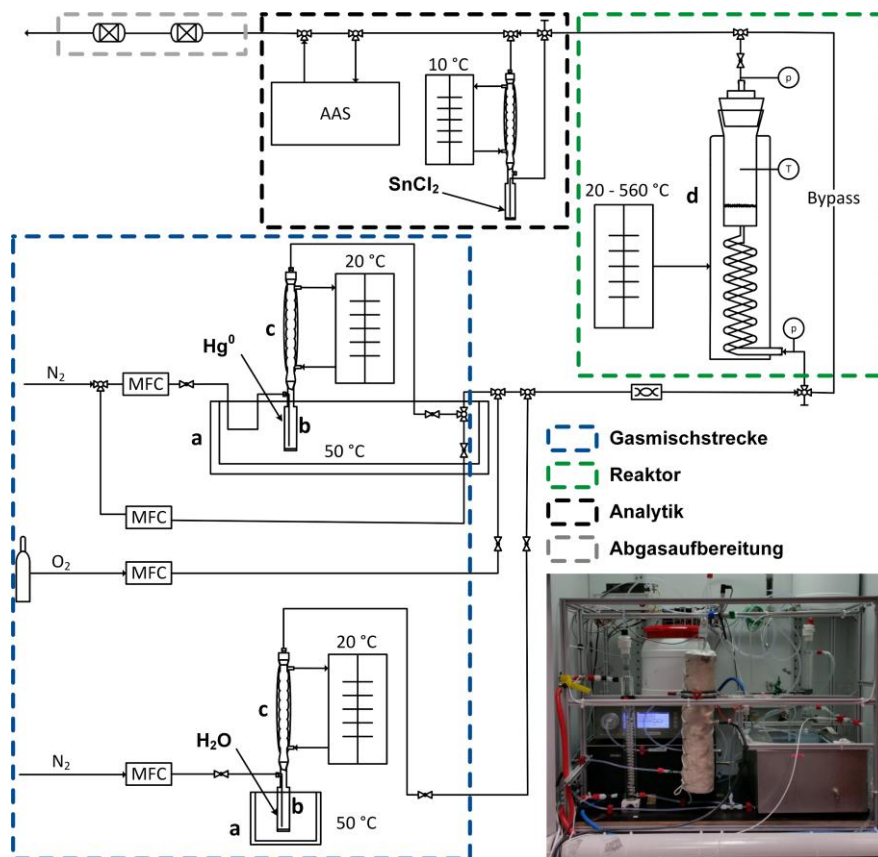 10 °C
AAS
SnCl₂
p
T
20 - 560 °C
d
Bypass
p
20 °C
c
Hg⁰
N₂
MFC
a
b
50 °C
MFC
O₂
MFC
20 °C
c
H₂O
N₂
MFC
b
a
50 °C
Gasmischstrecke
Reaktor
Analytik
Abgasaufbereitung